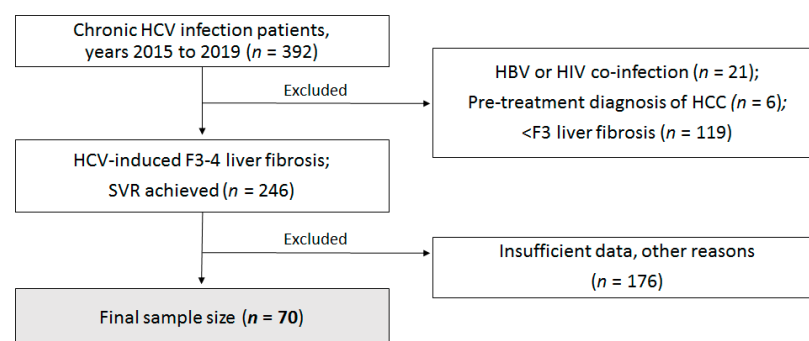 Chronic HCV infection patients,
years 2015 to 2019 (n = 392)
Excluded
HBV or HIV co-infection (n = 21);
Pre-treatment diagnosis of HCC (n = 6);
<F3 liver fibrosis (n = 119)
HCV-induced F3-4 liver fibrosis;
SVR achieved (n = 246)
Excluded
Insufficient data, other reasons
(n = 176)
Final sample size (n = 70)